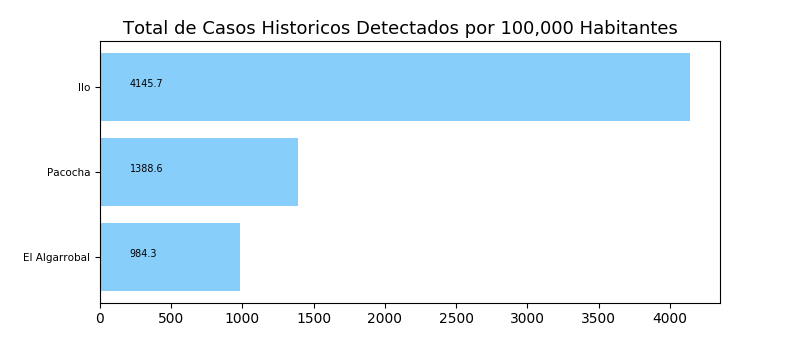 Total de Casos Historicos Detectados por 100,000 Habitantes
Ilo
4145.7
Pacocha
1388.6
El Algarrobal
984.3
0 500 1000 1500 2000 2500 3000 3500 4000